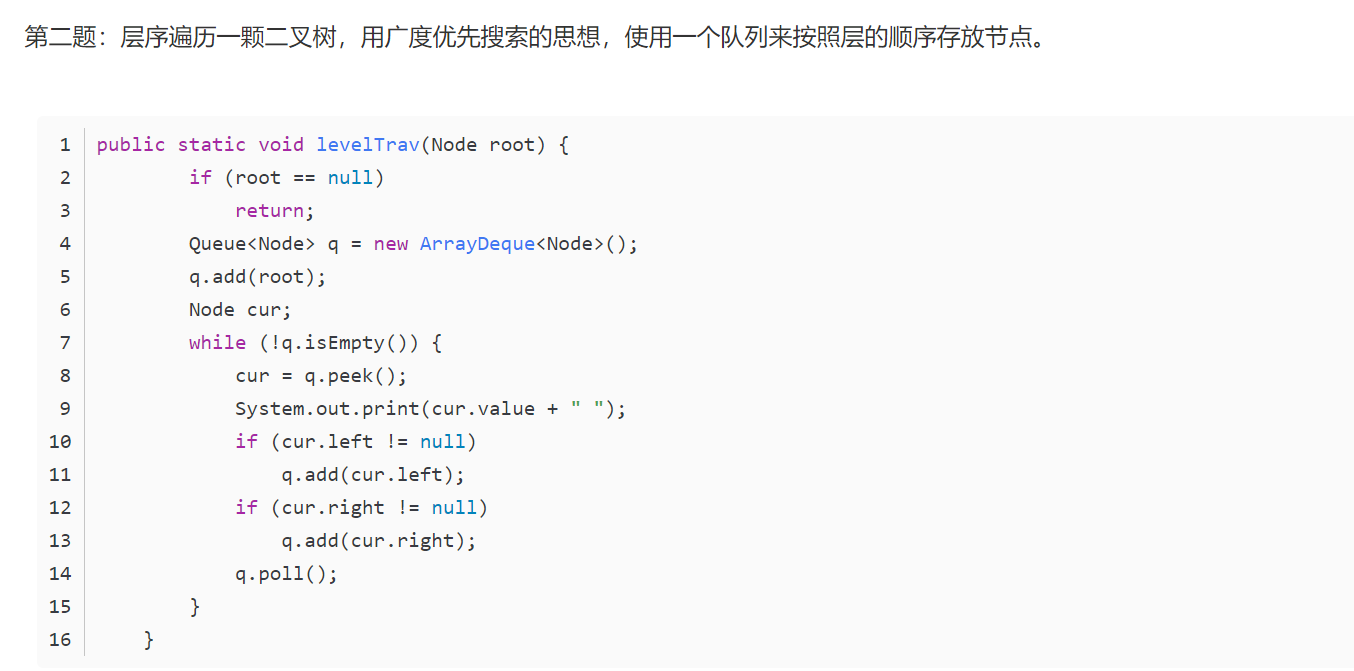 第二题：层序遍历一颗二叉树，用广度优先搜索的思想，使用一个队列来按照层的顺序存放节点。
1 public static void levelTrav(Node root) {
2         if (root == null)
3             return;
4         Queue<Node> q = new ArrayDeque<Node>();
5         q.add(root);
6         Node cur;
7         while (!q.isEmpty()) {
8             cur = q.peek();
9             System.out.print(cur.value + " ");
10             if (cur.left != null)
11                 q.add(cur.left);
12             if (cur.right != null)
13                 q.add(cur.right);
14             q.poll();
15         }
16     }